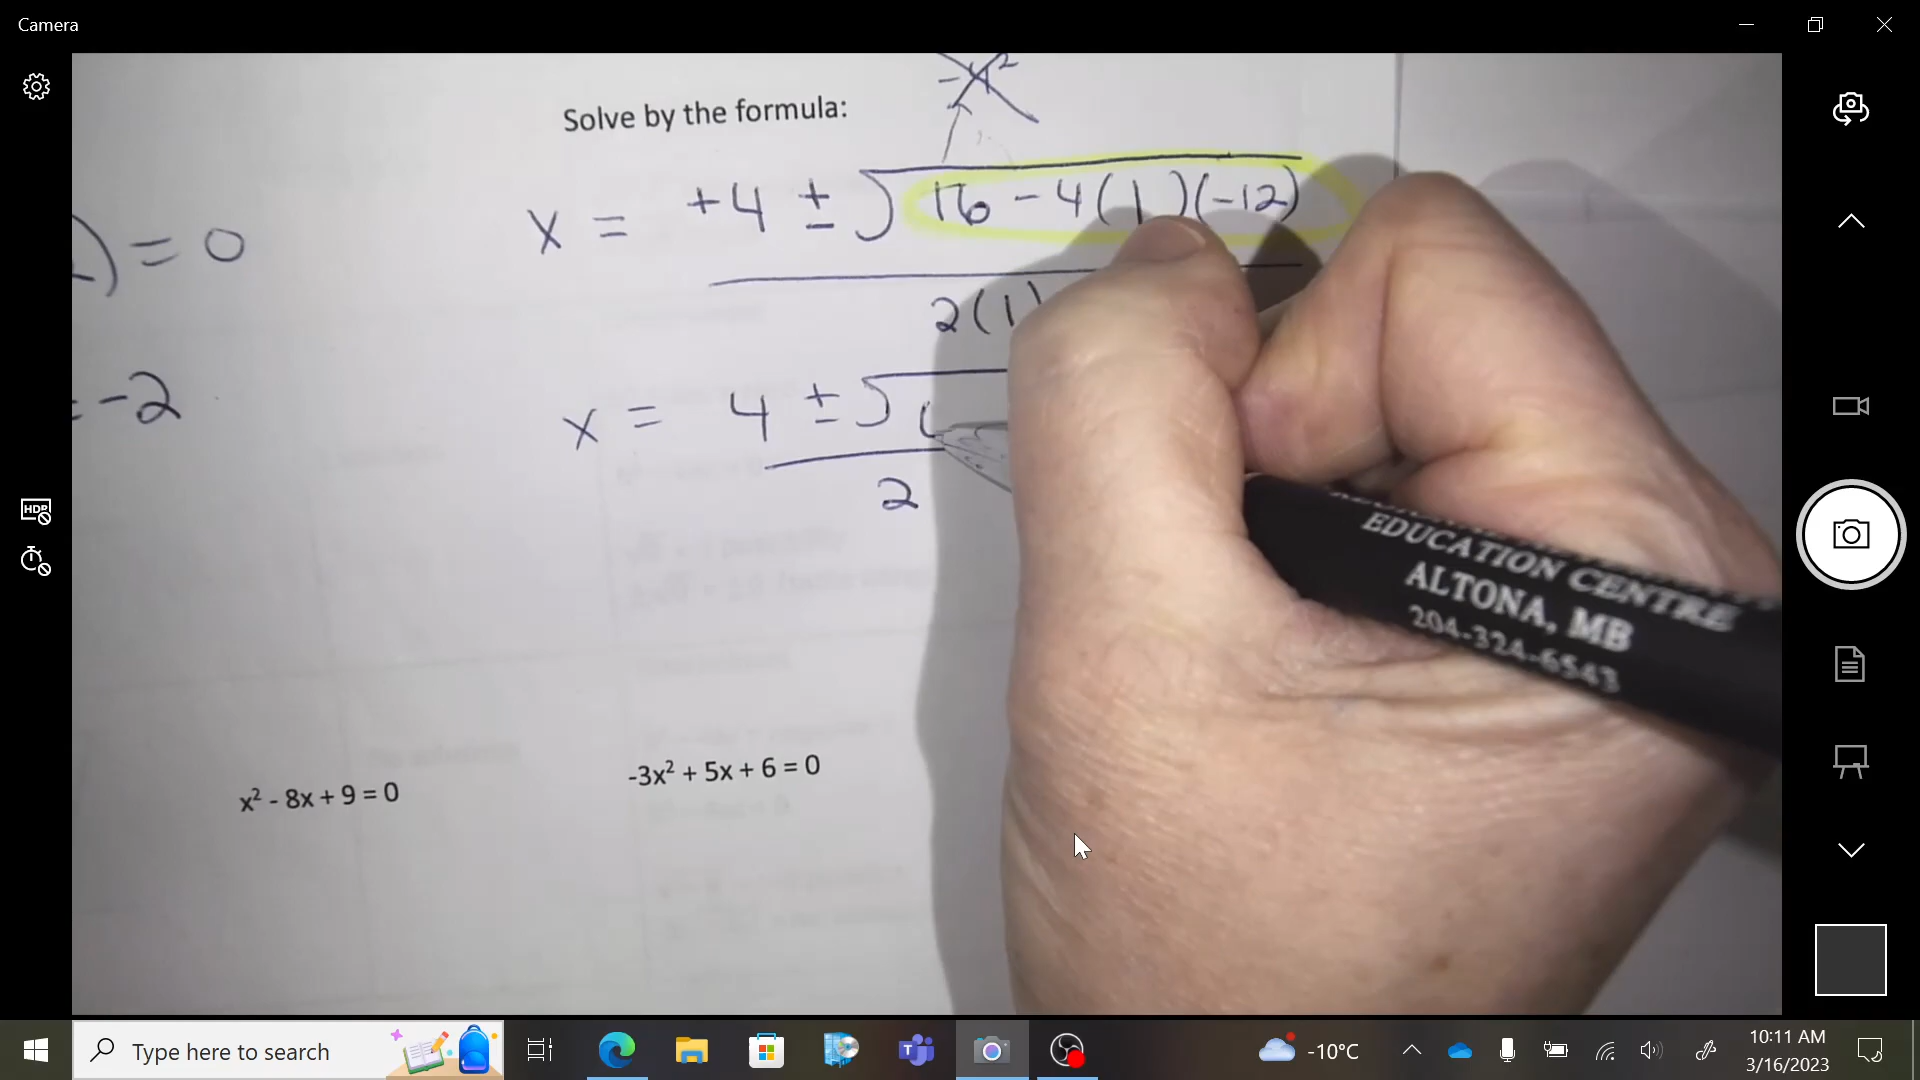 Camera
-4²
Solve by the formula:
x = +4 ± √16 - 4(1)(-12)
) = 0
2(1)
= -2
x = 4 ± √
2
EDUCATION CENTRE
ALTONA, MB
204-324-6543
x² - 8x + 9 = 0
-3x² + 5x + 6 = 0
HDR
Type here to search
-10°C
10:11 AM
3/16/2023